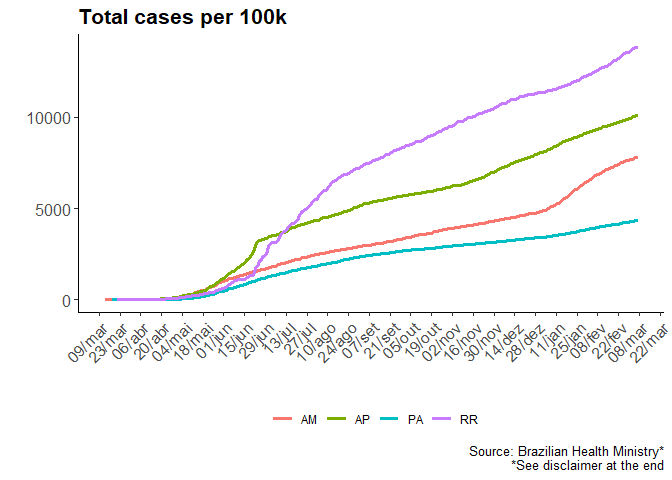 Total cases per 100k
10000
5000
0
09/mar 23/mar 06/abr 20/abr 04/mai 18/mai 01/jun 15/jun 29/jun 13/jul 27/jul 10/ago 24/ago 07/set 21/set 05/out 19/out 02/nov 16/nov 30/nov 14/dez 28/dez 11/jan 25/jan 08/fev 22/fev 08/mar 22/mar
AM AP PA RR
Source: Brazilian Health Ministry*
*See disclaimer at the end